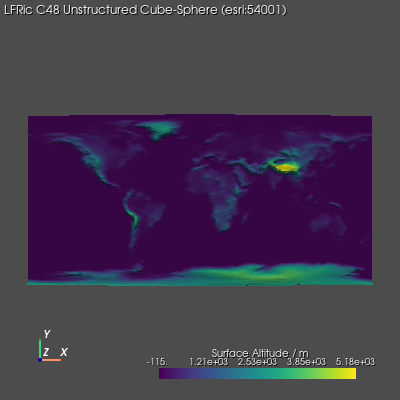 LFRic C48 Unstructured Cube-Sphere (esri:54001)
Y
Z X
Surface Altitude / m
-115. 1.21e+03 2.53e+03 3.85e+03 5.18e+03